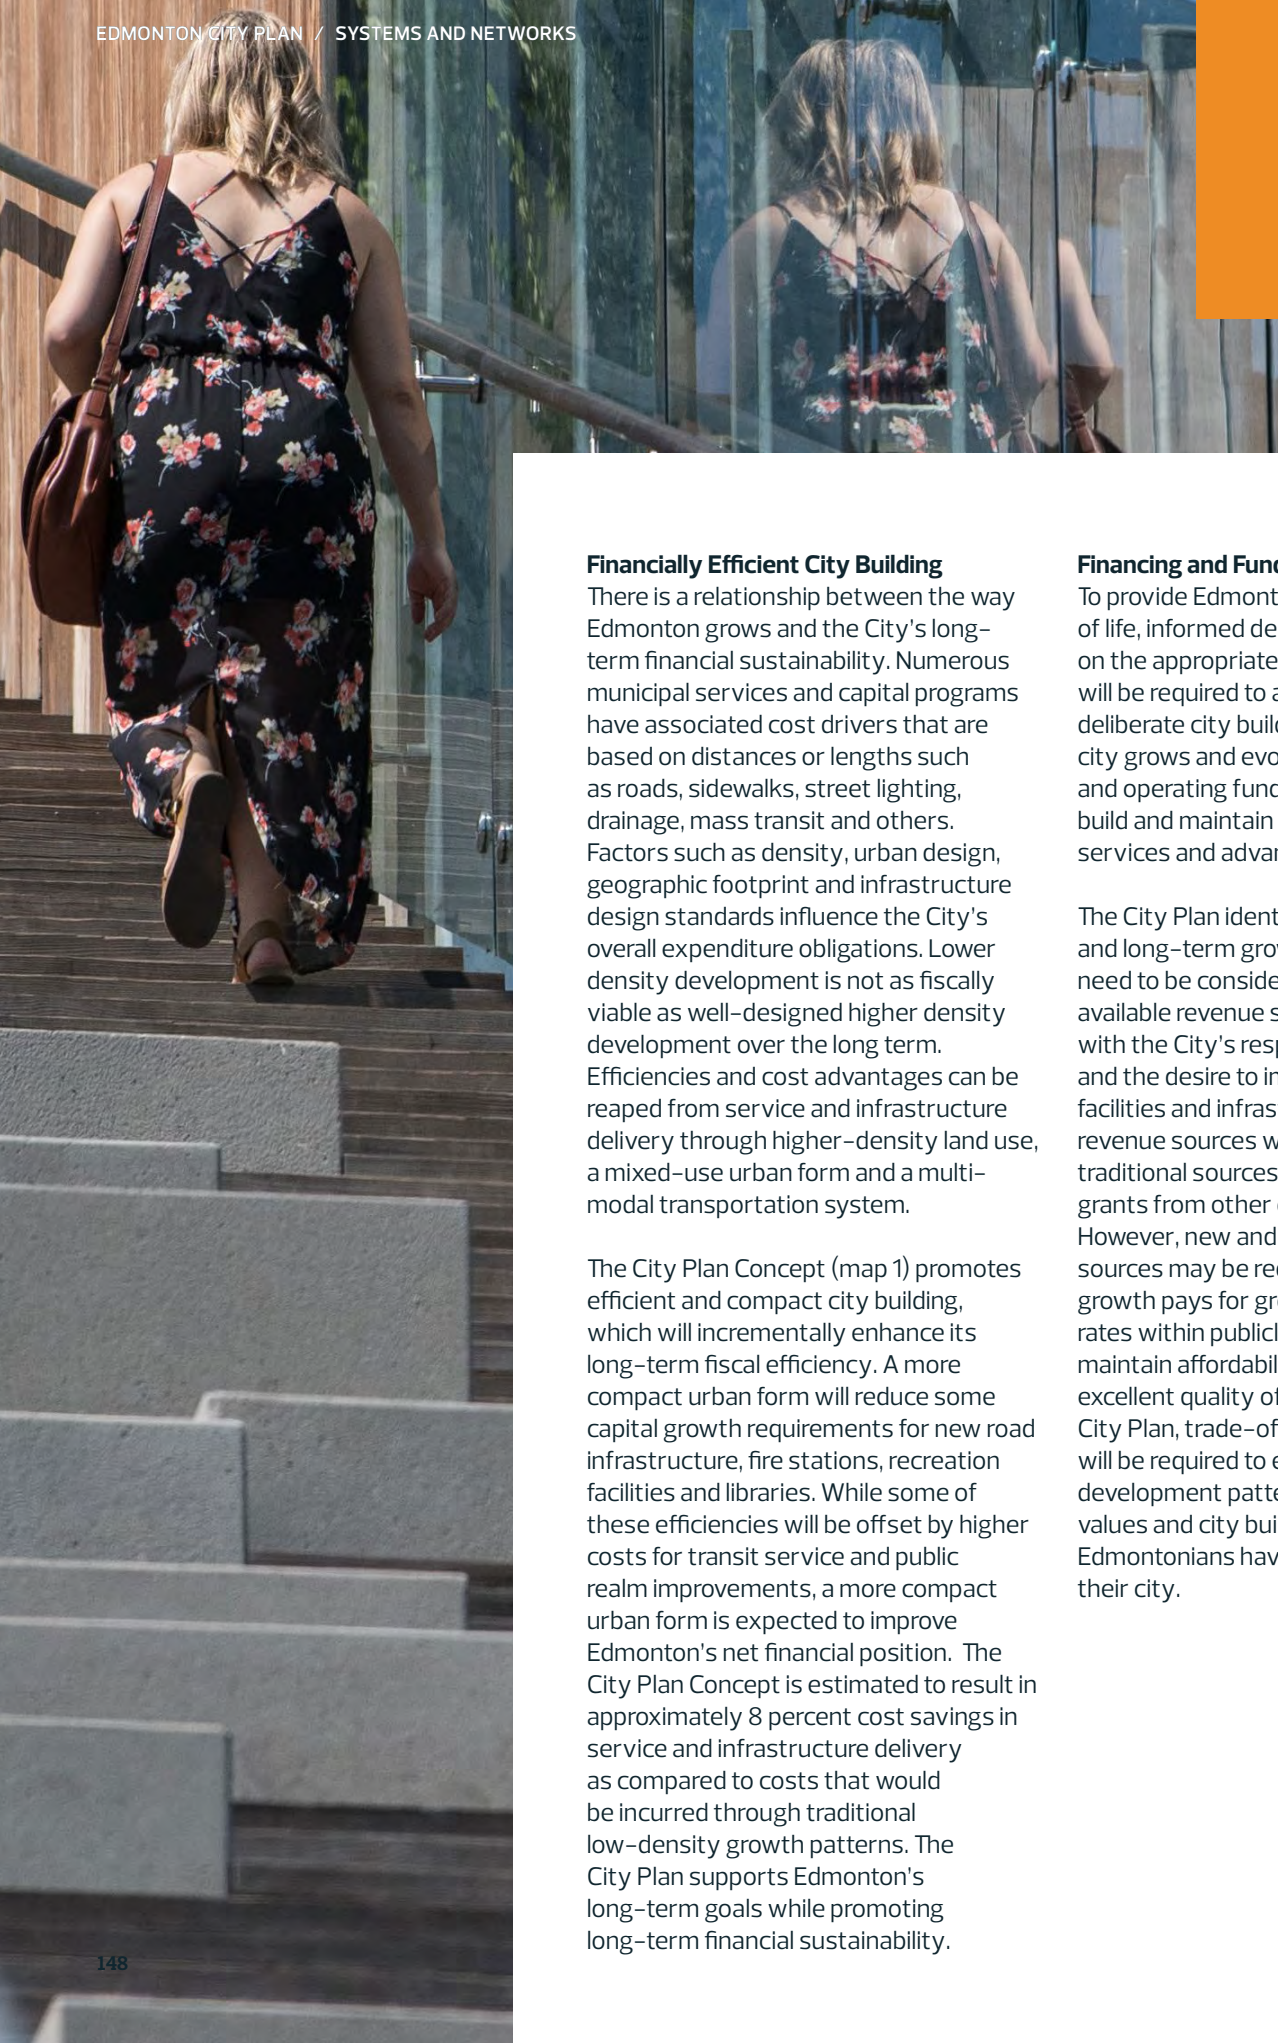 EDMONTON CITY PLAN / SYSTEMS AND NETWORKS
Financially Efficient City Building
There is a relationship between the way
Edmonton grows and the City's long-
term financial sustainability. Numerous
municipal services and capital programs
have associated cost drivers that are
based on distances or lengths such
as roads, sidewalks, street lighting,
drainage, mass transit and others.
Factors such as density, urban design,
geographic footprint and infrastructure
design standards influence the City's
overall expenditure obligations. Lower
density development is not as fiscally
viable as well-designed higher density
development over the long term.
Efficiencies and cost advantages can be
reaped from service and infrastructure
delivery through higher-density land use,
a mixed-use urban form and a multi-
modal transportation system.
The City Plan Concept (map 1) promotes
efficient and compact city building,
which will incrementally enhance its
long-term fiscal efficiency. A more
compact urban form will reduce some
capital growth requirements for new road
infrastructure, fire stations, recreation
facilities and libraries. While some of
these efficiencies will be offset by higher
costs for transit service and public
realm improvements, a more compact
urban form is expected to improve
Edmonton's net financial position. The
City Plan Concept is estimated to result in
approximately 8 percent cost savings in
service and infrastructure delivery
as compared to costs that would
be incurred through traditional
low-density growth patterns. The
City Plan supports Edmonton's
long-term goals while promoting
long-term financial sustainability.
Financing and
To provide
of life, informed
on the appropriate
will be required to
deliberate city
city grows and
and operating
build and maintain
services and
The City Plan
and long-term
need to be
available revenue
with the City's
and the desire to
facilities and
revenue sources
traditional sources
grants from other
However, new and
sources may be
growth pays for
rates within
maintain
excellent quality
City Plan,
will be required to
development
values and city
Edmontonians
their city.
148